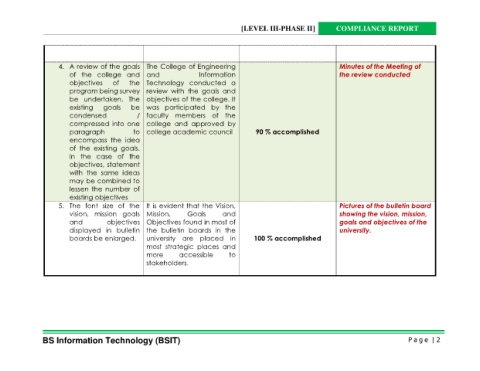 [LEVEL III-PHASE II] COMPLIANCE REPORT
4. A review of the goals
of the college and
objectives of the
program being survey
be undertaken. The
existing goals be
condensed /
compressed into one
paragraph to
encompass the idea
of the existing goals.
In the case of the
objectives, statement
with the same ideas
may be combined to
lessen the number of
existing objectives
The College of Engineering
and Information
Technology conducted a
review with the goals and
objectives of the college. It
was participated by the
faculty members of the
college and approved by
college academic council
90 % accomplished
Minutes of the Meeting of
the review conducted
5. The font size of the
vision, mission goals
and objectives
displayed in bulletin
boards be enlarged.
It is evident that the Vision,
Mission, Goals and
Objectives found in most of
the bulletin boards in the
university are placed in
most strategic places and
more accessible to
stakeholders.
100 % accomplished
Pictures of the bulletin board
showing the vision, mission,
goals and objectives of the
university.
BS Information Technology (BSIT) Page | 2